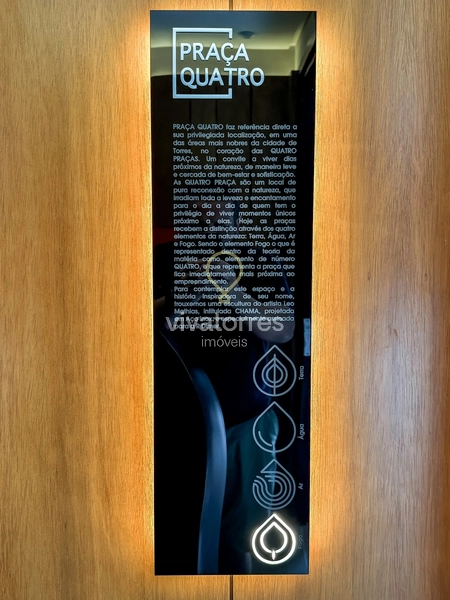 PRAÇA
QUATRO
PRAÇA QUATRO faz referência direta a
sua privilegiada localização, em uma
das áreas mais nobres da cidade de
Torres, no coração das QUATRO
PRAÇAS. Um convite a viver dias
próximos da natureza, de maneira leve
e cercada de bem-estar e sofisticação.
As QUATRO PRAÇA são um local de
pura reconexão com a natureza, que
irradiam toda a leveza e encantamento
para o dia a dia de quem tem o
privilégio de viver momentos únicos
próximo a elas. Hoje as praças
recebem a distinção através dos quatro
elementos da natureza: Terra, Água, Ar
e Fogo. Sendo o elemento Fogo o que é
representado dentro da teoria da
matéria como elemento de número
QUATRO, e que representa a praça que
fica imediatamente mais próxima ao
empreendimento.
Para contemplar este espaço e a
história inspiradora de seu nome,
trouxemos uma escultura do artista Leo
Mathias, intitulada CHAMA, projetada
especialmente
para o
vivatorres
imóveis
Terra
Água
Ar
Fogo